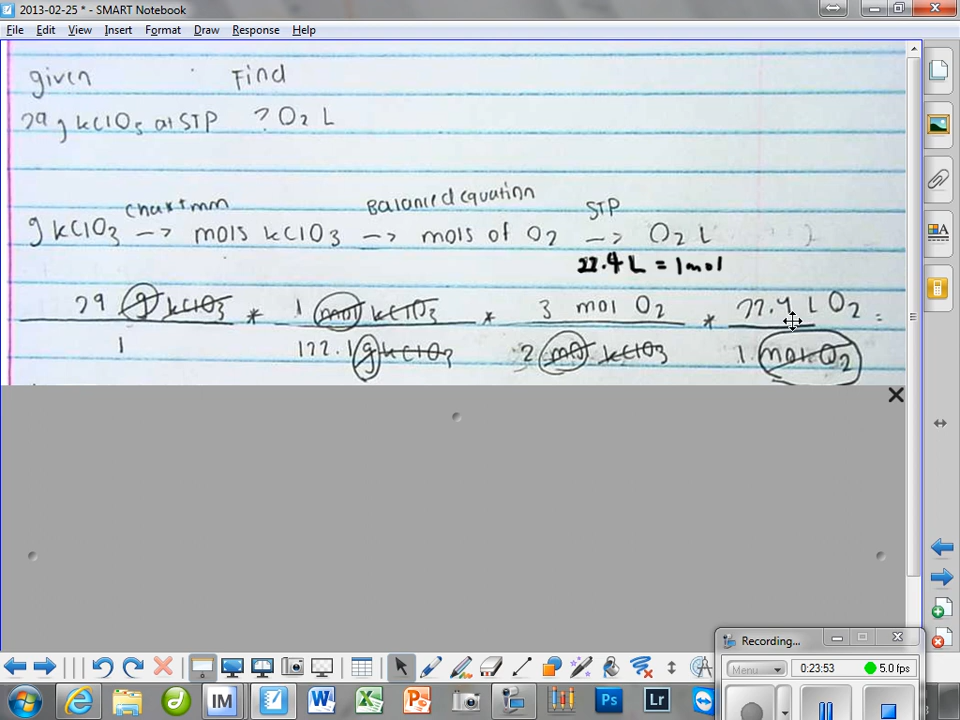 2013-02-25 * - SMART Notebook
File Edit View Insert Format Draw Response Help
given Find
29 g KClO3 at STP ? O2 L
chart mm Balanced equation STP
g KClO3 --> mols KClO3 --> mols of O2 --> O2 L
22.4 L = 1 mol
29 g KClO3 * 1 mol KClO3 * 3 mol O2 * 22.4 L O2 =
1 122.1 g KClO3 2 mol KClO3 1 mol O2
Recording...
Menu 0:23:53 5.0 fps
IM Ps Lr